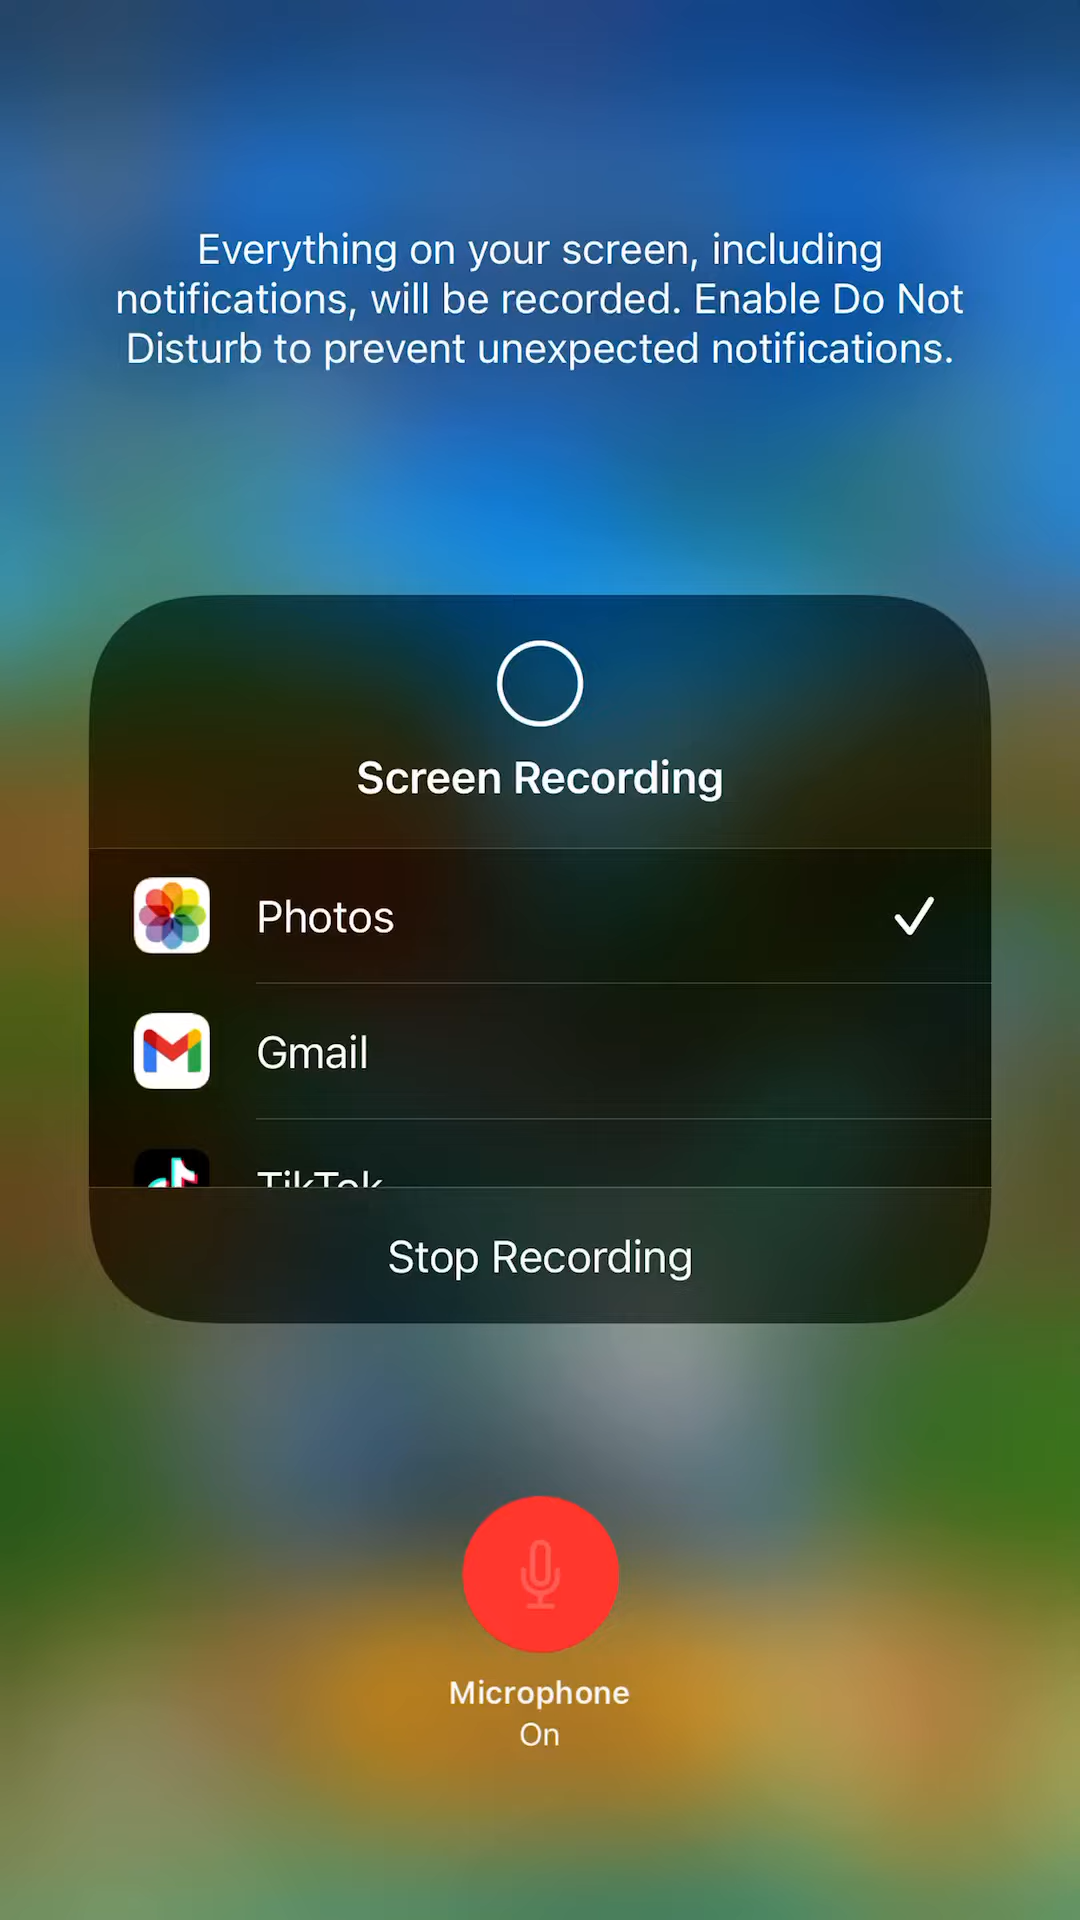 Everything on your screen, including
notifications, will be recorded. Enable Do Not
Disturb to prevent unexpected notifications.
Screen Recording
Photos
Gmail
TikTok
Stop Recording
Microphone
On